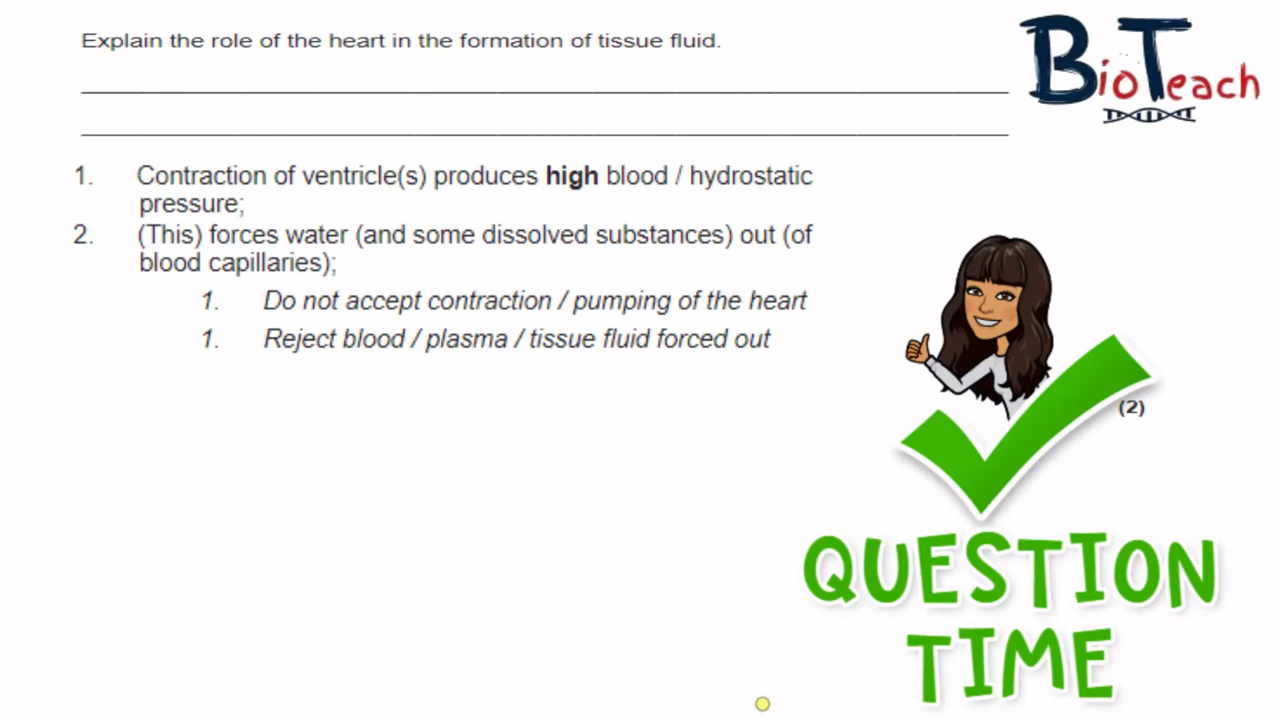 Explain the role of the heart in the formation of tissue fluid.
BioTeach
1. Contraction of ventricle(s) produces high blood / hydrostatic
pressure;
2. (This) forces water (and some dissolved substances) out (of
blood capillaries);
1. Do not accept contraction / pumping of the heart
1. Reject blood / plasma / tissue fluid forced out
(2)
QUESTION
TIME